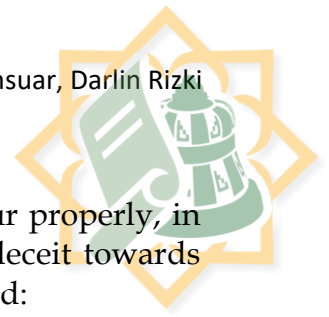 nsuar, Darlin Rizki
ur properly, in
deceit towards
d: